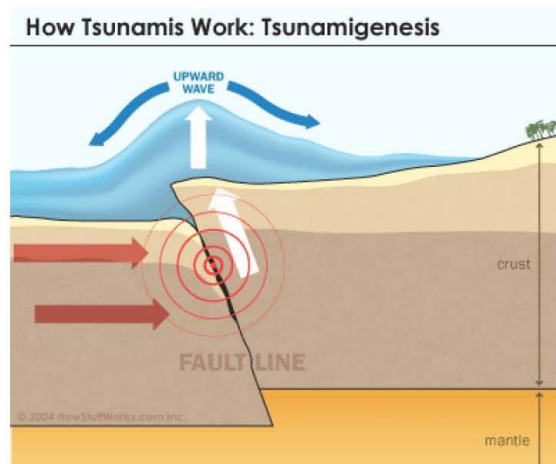 How Tsunamis Work: Tsunamigenesis
UPWARD
WAVE
crust
FAULT LINE
© 2004 HowStuffWorks.com Inc.
mantle